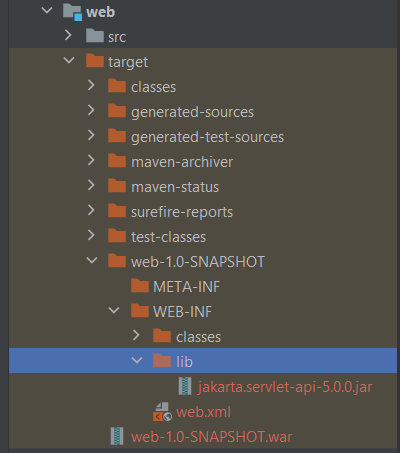 web
src
target
classes
generated-sources
generated-test-sources
maven-archiver
maven-status
surefire-reports
test-classes
web-1.0-SNAPSHOT
META-INF
WEB-INF
classes
lib
jakarta.servlet-api-5.0.0.jar
web.xml
web-1.0-SNAPSHOT.war